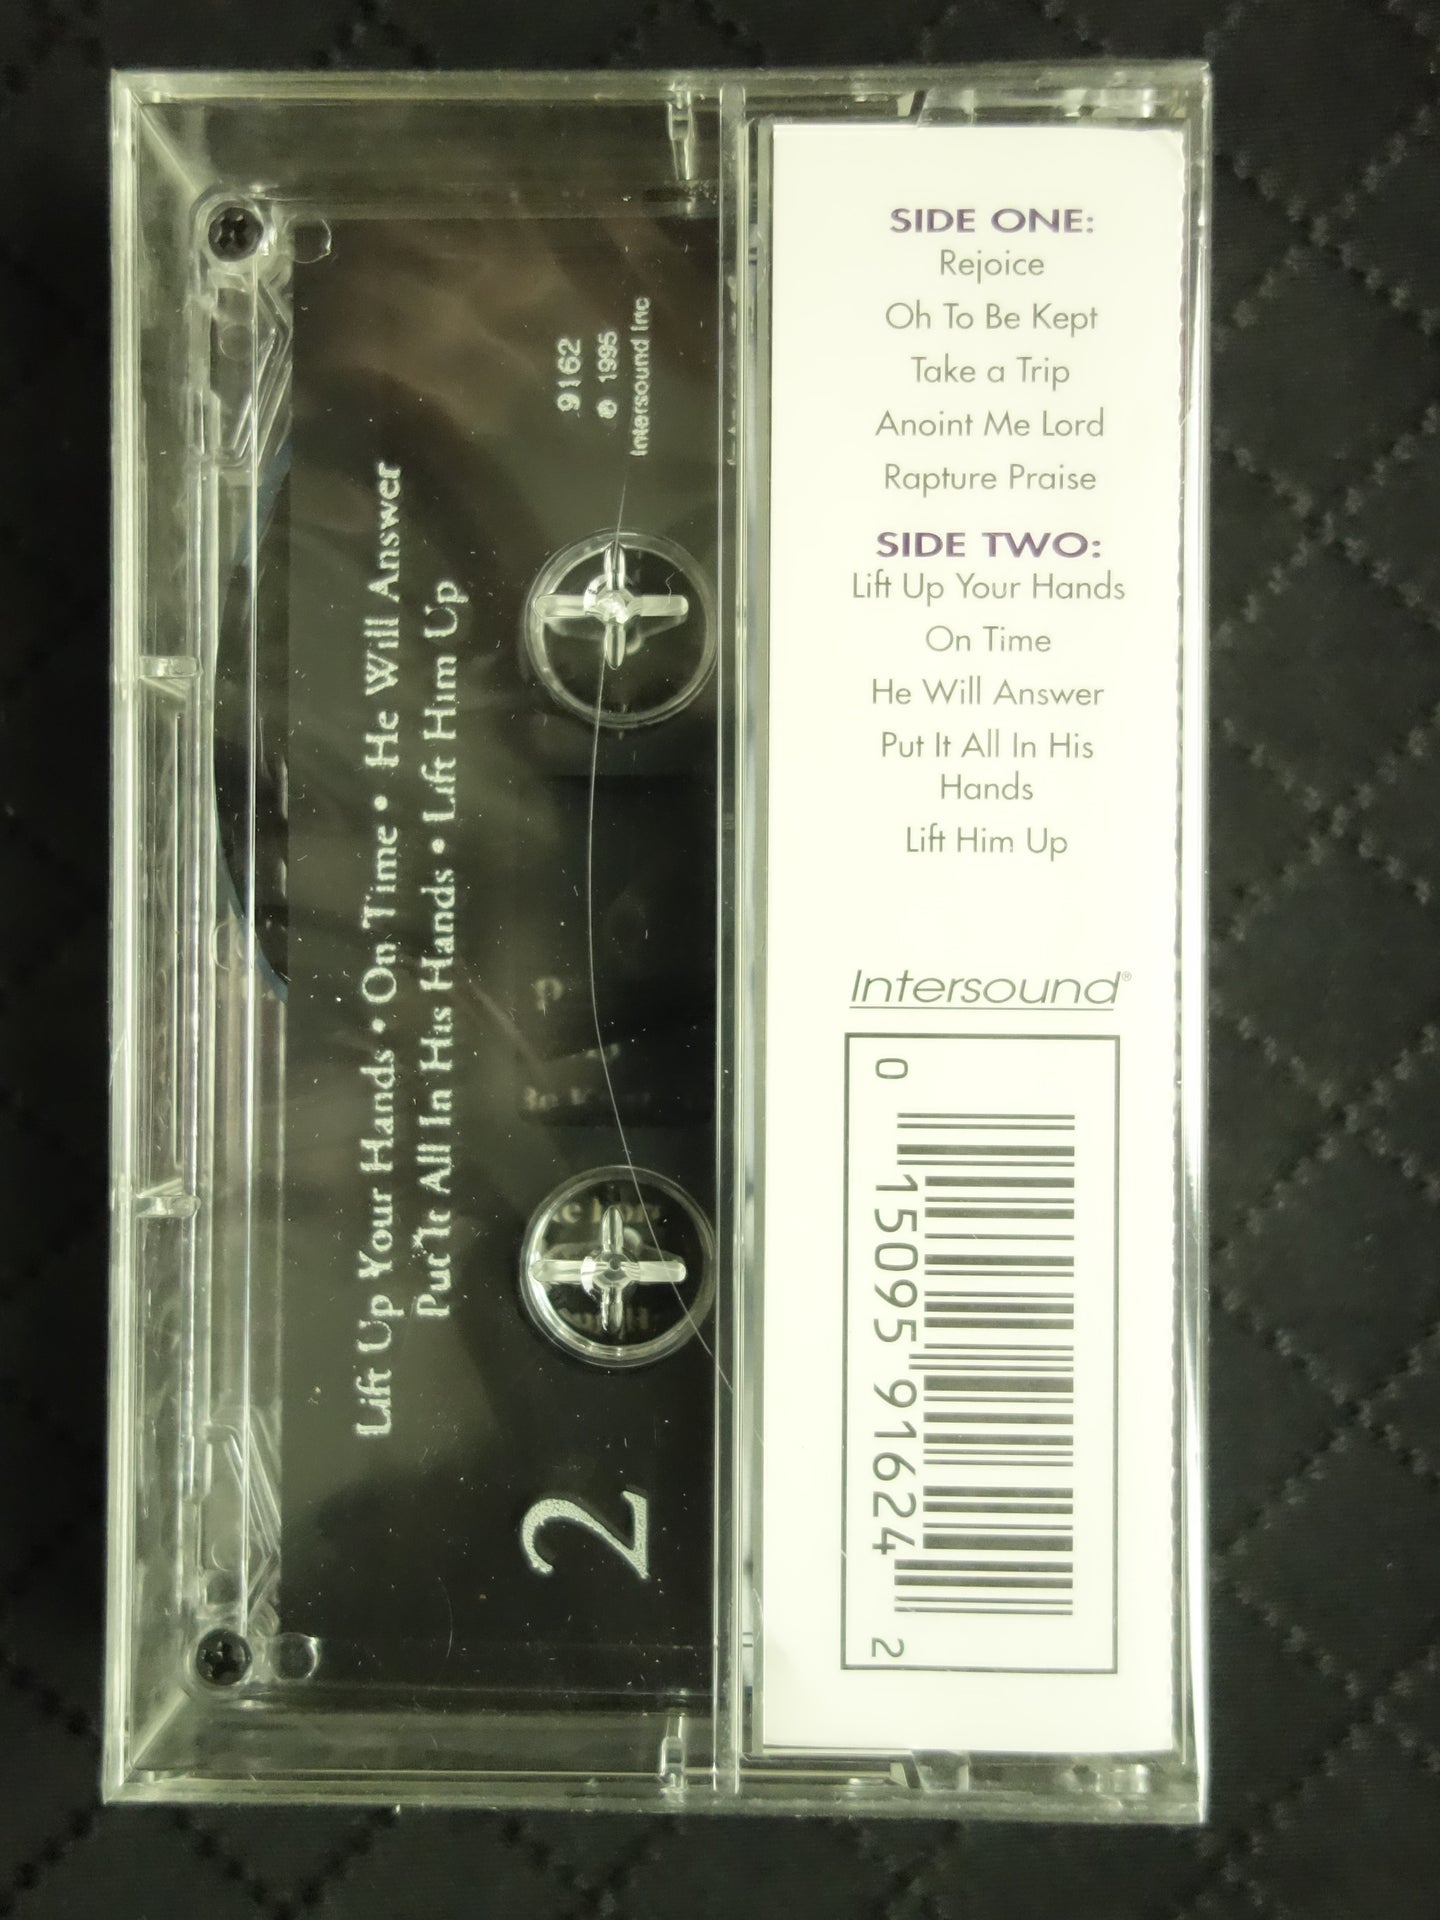 SIDE ONE:
Rejoice
Oh To Be Kept
Take a Trip
Anoint Me Lord
Rapture Praise
SIDE TWO:
Lift Up Your Hands
On Time
He Will Answer
Put It All In His
Hands
Lift Him Up
Intersound®
0 15095 91624 2
Lift Up Your Hands • On Time • He Will Answer
Put It All In His Hands • Lift Him Up
9162
℗ 1995
Intersound Inc
2